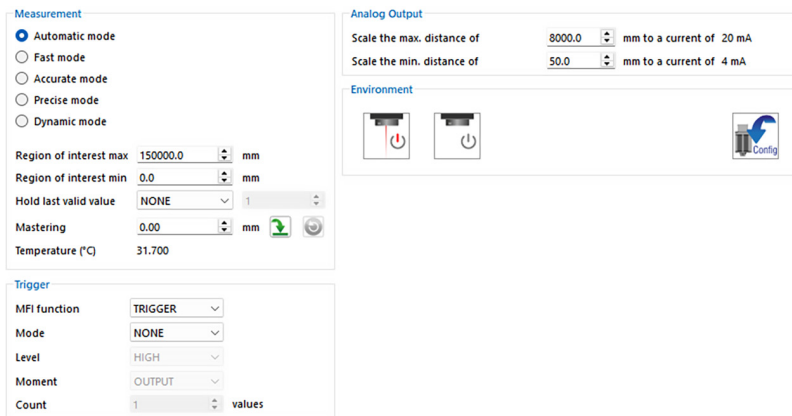 Measurement
Automatic mode
Fast mode
Accurate mode
Precise mode
Dynamic mode
Region of interest max 150000.0 mm
Region of interest min 0.0 mm
Hold last valid value NONE 1
Mastering 0.00 mm
Temperature (°C) 31.700
Trigger
MFI function TRIGGER
Mode NONE
Level HIGH
Moment OUTPUT
Count 1 values
Analog Output
Scale the max. distance of 8000.0 mm to a current of 20 mA
Scale the min. distance of 50.0 mm to a current of 4 mA
Environment
Config